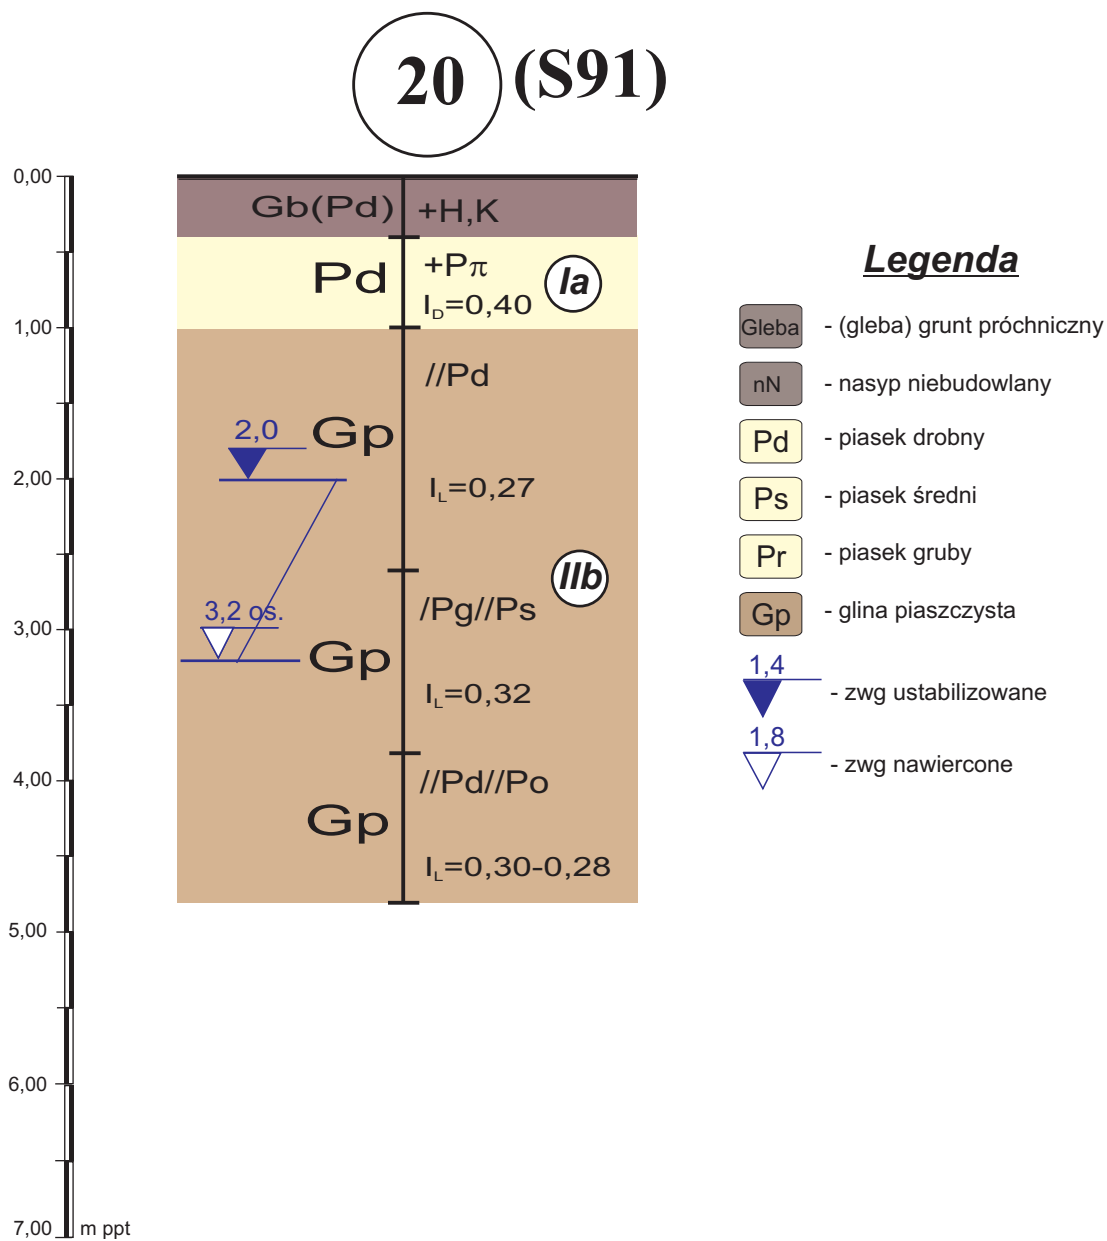 20 (S91)
0,00
Gb(Pd) +H,K
Pd +Pπ Ia
I_D=0,40
1,00
//Pd
Gp
2,0
2,00
I_L=0,27
IIb
/Pg//Ps
3,2 os.
3,00
Gp
I_L=0,32
4,00
//Pd//Po
Gp
I_L=0,30-0,28
5,00
6,00
7,00 m ppt
Legenda
Gleba - (gleba) grunt próchniczny
nN - nasyp niebudowlany
Pd - piasek drobny
Ps - piasek średni
Pr - piasek gruby
Gp - glina piaszczysta
1,4
- zwg ustabilizowane
1,8
- zwg nawiercone